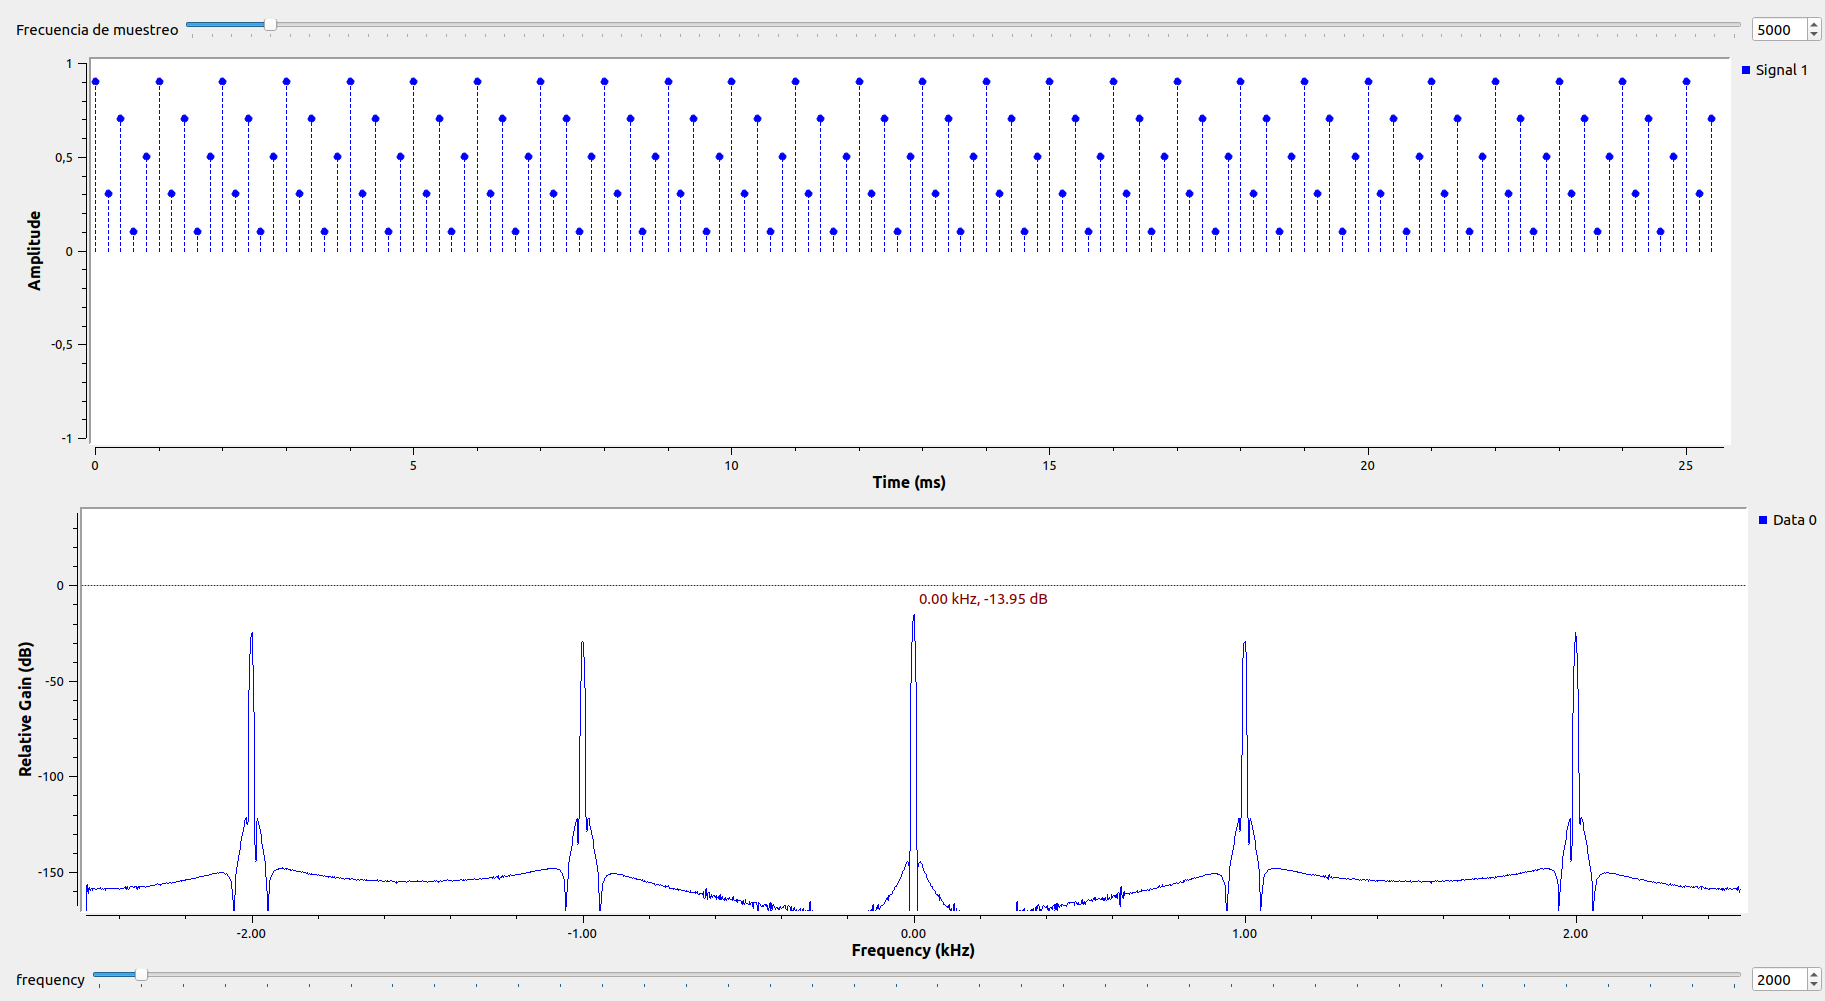 Frecuencia de muestreo
5000
1
0,5
0
-0,5
-1
Amplitude
Signal 1
0 5 10 15 20 25
Time (ms)
0
-50
-100
-150
Relative Gain (dB)
0.00 kHz, -13.95 dB
Data 0
-2.00 -1.00 0.00 1.00 2.00
Frequency (kHz)
frequency
2000